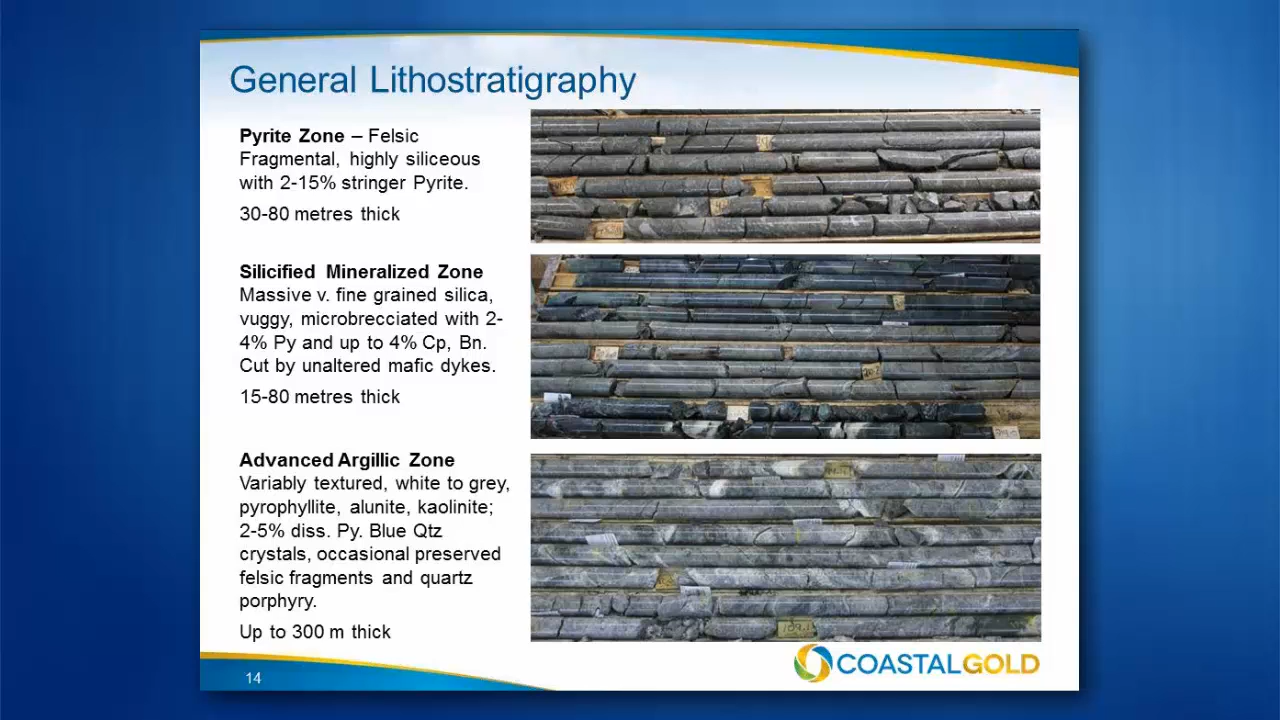 General Lithostratigraphy
Pyrite Zone – Felsic
Fragmental, highly siliceous
with 2-15% stringer Pyrite.
30-80 metres thick
Silicified Mineralized Zone
Massive v. fine grained silica,
vuggy, microbrecciated with 2-
4% Py and up to 4% Cp, Bn.
Cut by unaltered mafic dykes.
15-80 metres thick
Advanced Argillic Zone
Variably textured, white to grey,
pyrophyllite, alunite, kaolinite;
2-5% diss. Py. Blue Qtz
crystals, occasional preserved
felsic fragments and quartz
porphyry.
Up to 300 m thick
COASTALGOLD
14